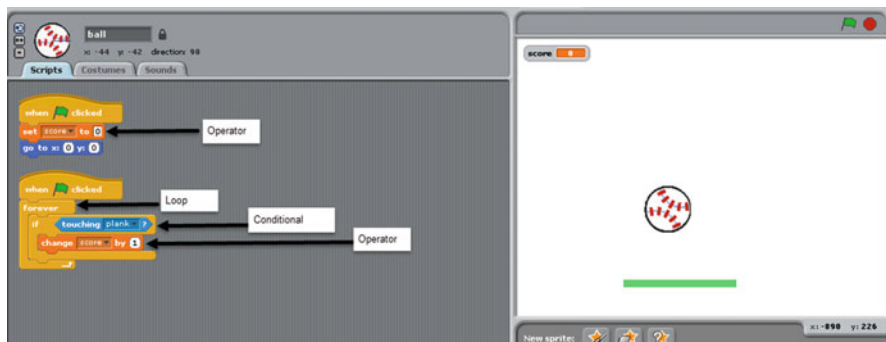 ball
x: -44 y: -42 direction: 90
Scripts Costumes Sounds
when clicked
set score to 0
Operator
go to x: 0 y: 0
when clicked
forever
Loop
if touching plank ?
Conditional
change score by 1
Operator
score 0
x: -890 y: 226
New sprite: